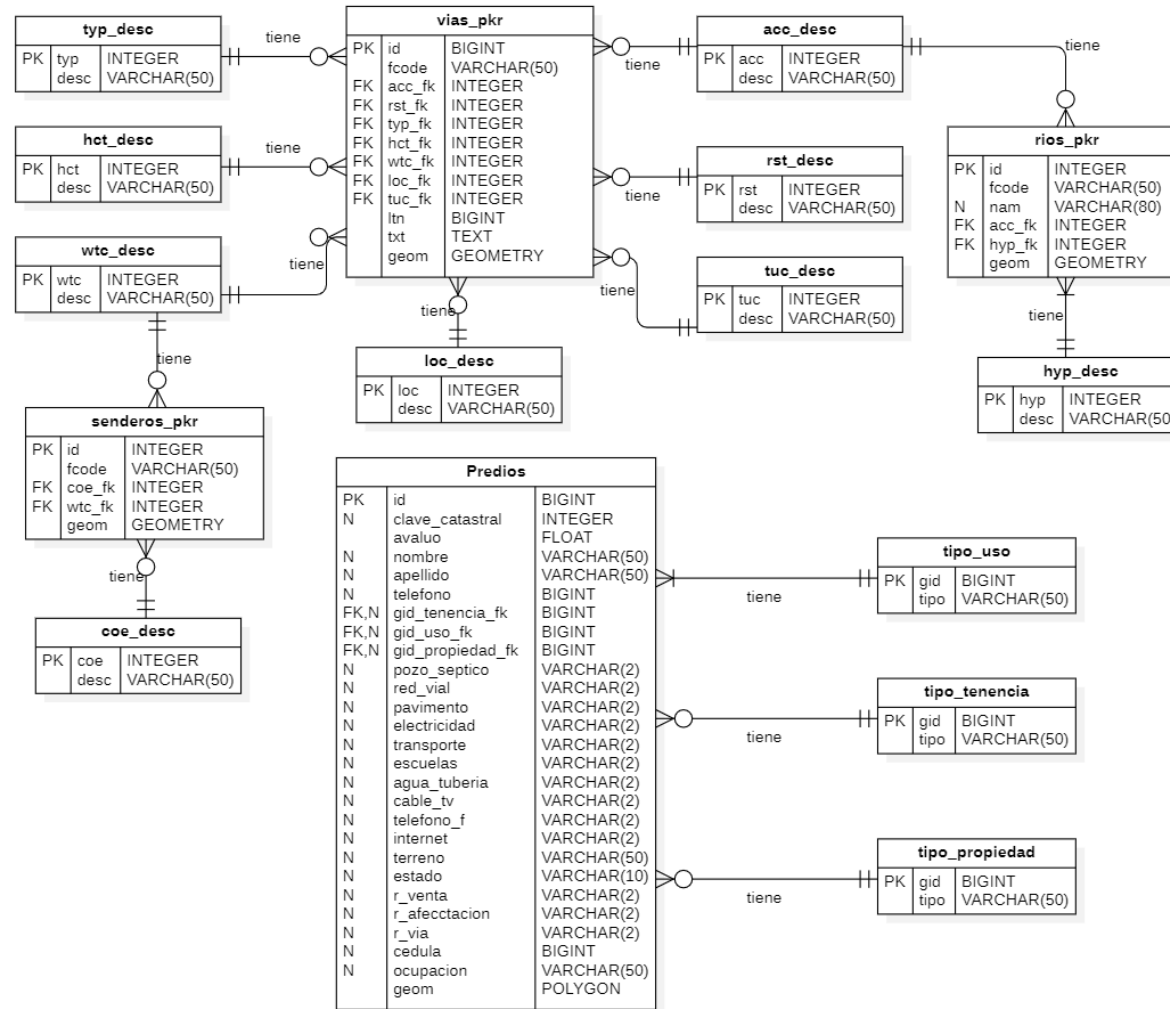 typ_desc
PK typ INTEGER
desc VARCHAR(50)
tiene
vias_pkr
PK id BIGINT
fcode VARCHAR(50)
FK acc_fk INTEGER
FK rst_fk INTEGER
FK typ_fk INTEGER
FK hct_fk INTEGER
FK wtc_fk INTEGER
FK loc_fk INTEGER
FK tuc_fk INTEGER
ltn BIGINT
txt TEXT
geom GEOMETRY
tiene
acc_desc
PK acc INTEGER
desc VARCHAR(50)
tiene
hct_desc
PK hct INTEGER
desc VARCHAR(50)
tiene
rst_desc
PK rst INTEGER
desc VARCHAR(50)
tiene
rios_pkr
PK id INTEGER
fcode VARCHAR(50)
N nam VARCHAR(80)
FK acc_fk INTEGER
FK hyp_fk INTEGER
geom GEOMETRY
wtc_desc
PK wtc INTEGER
desc VARCHAR(50)
tiene
tuc_desc
PK tuc INTEGER
desc VARCHAR(50)
tiene
tiene
loc_desc
PK loc INTEGER
desc VARCHAR(50)
tiene
hyp_desc
PK hyp INTEGER
desc VARCHAR(50)
tiene
senderos_pkr
PK id INTEGER
fcode VARCHAR(50)
FK coe_fk INTEGER
FK wtc_fk INTEGER
geom GEOMETRY
tiene
coe_desc
PK coe INTEGER
desc VARCHAR(50)
Predios
PK id BIGINT
N clave_catastral INTEGER
avaluo FLOAT
N nombre VARCHAR(50)
N apellido VARCHAR(50)
N telefono BIGINT
FK,N gid_tenencia_fk BIGINT
FK,N gid_uso_fk BIGINT
FK,N gid_propiedad_fk BIGINT
N pozo_septico VARCHAR(2)
N red_vial VARCHAR(2)
N pavimento VARCHAR(2)
N electricidad VARCHAR(2)
N transporte VARCHAR(2)
N escuelas VARCHAR(2)
N agua_tuberia VARCHAR(2)
N cable_tv VARCHAR(2)
N telefono_f VARCHAR(2)
N internet VARCHAR(2)
N terreno VARCHAR(50)
N estado VARCHAR(10)
N r_venta VARCHAR(2)
N r_afecctacion VARCHAR(2)
N r_via VARCHAR(2)
N cedula BIGINT
N ocupacion VARCHAR(50)
geom POLYGON
tiene
tipo_uso
PK gid BIGINT
tipo VARCHAR(50)
tiene
tipo_tenencia
PK gid BIGINT
tipo VARCHAR(50)
tiene
tipo_propiedad
PK gid BIGINT
tipo VARCHAR(50)